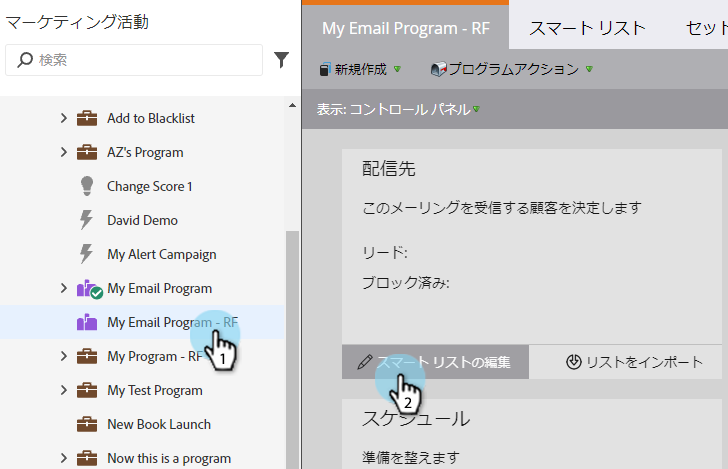 マーケティング活動
検索
Add to Blacklist
AZ's Program
Change Score 1
David Demo
My Alert Campaign
My Email Program
My Email Program - RF
1
My Program - RF
My Test Program
New Book Launch
Now this is a program
My Email Program - RF スマート リスト セット
新規作成 プログラムアクション
表示: コントロール パネル
配信先
このメーリングを受信する顧客を決定します
リード:
ブロック済み:
スマート リストの編集 リストをインポート
2
スケジュール
準備を整えます